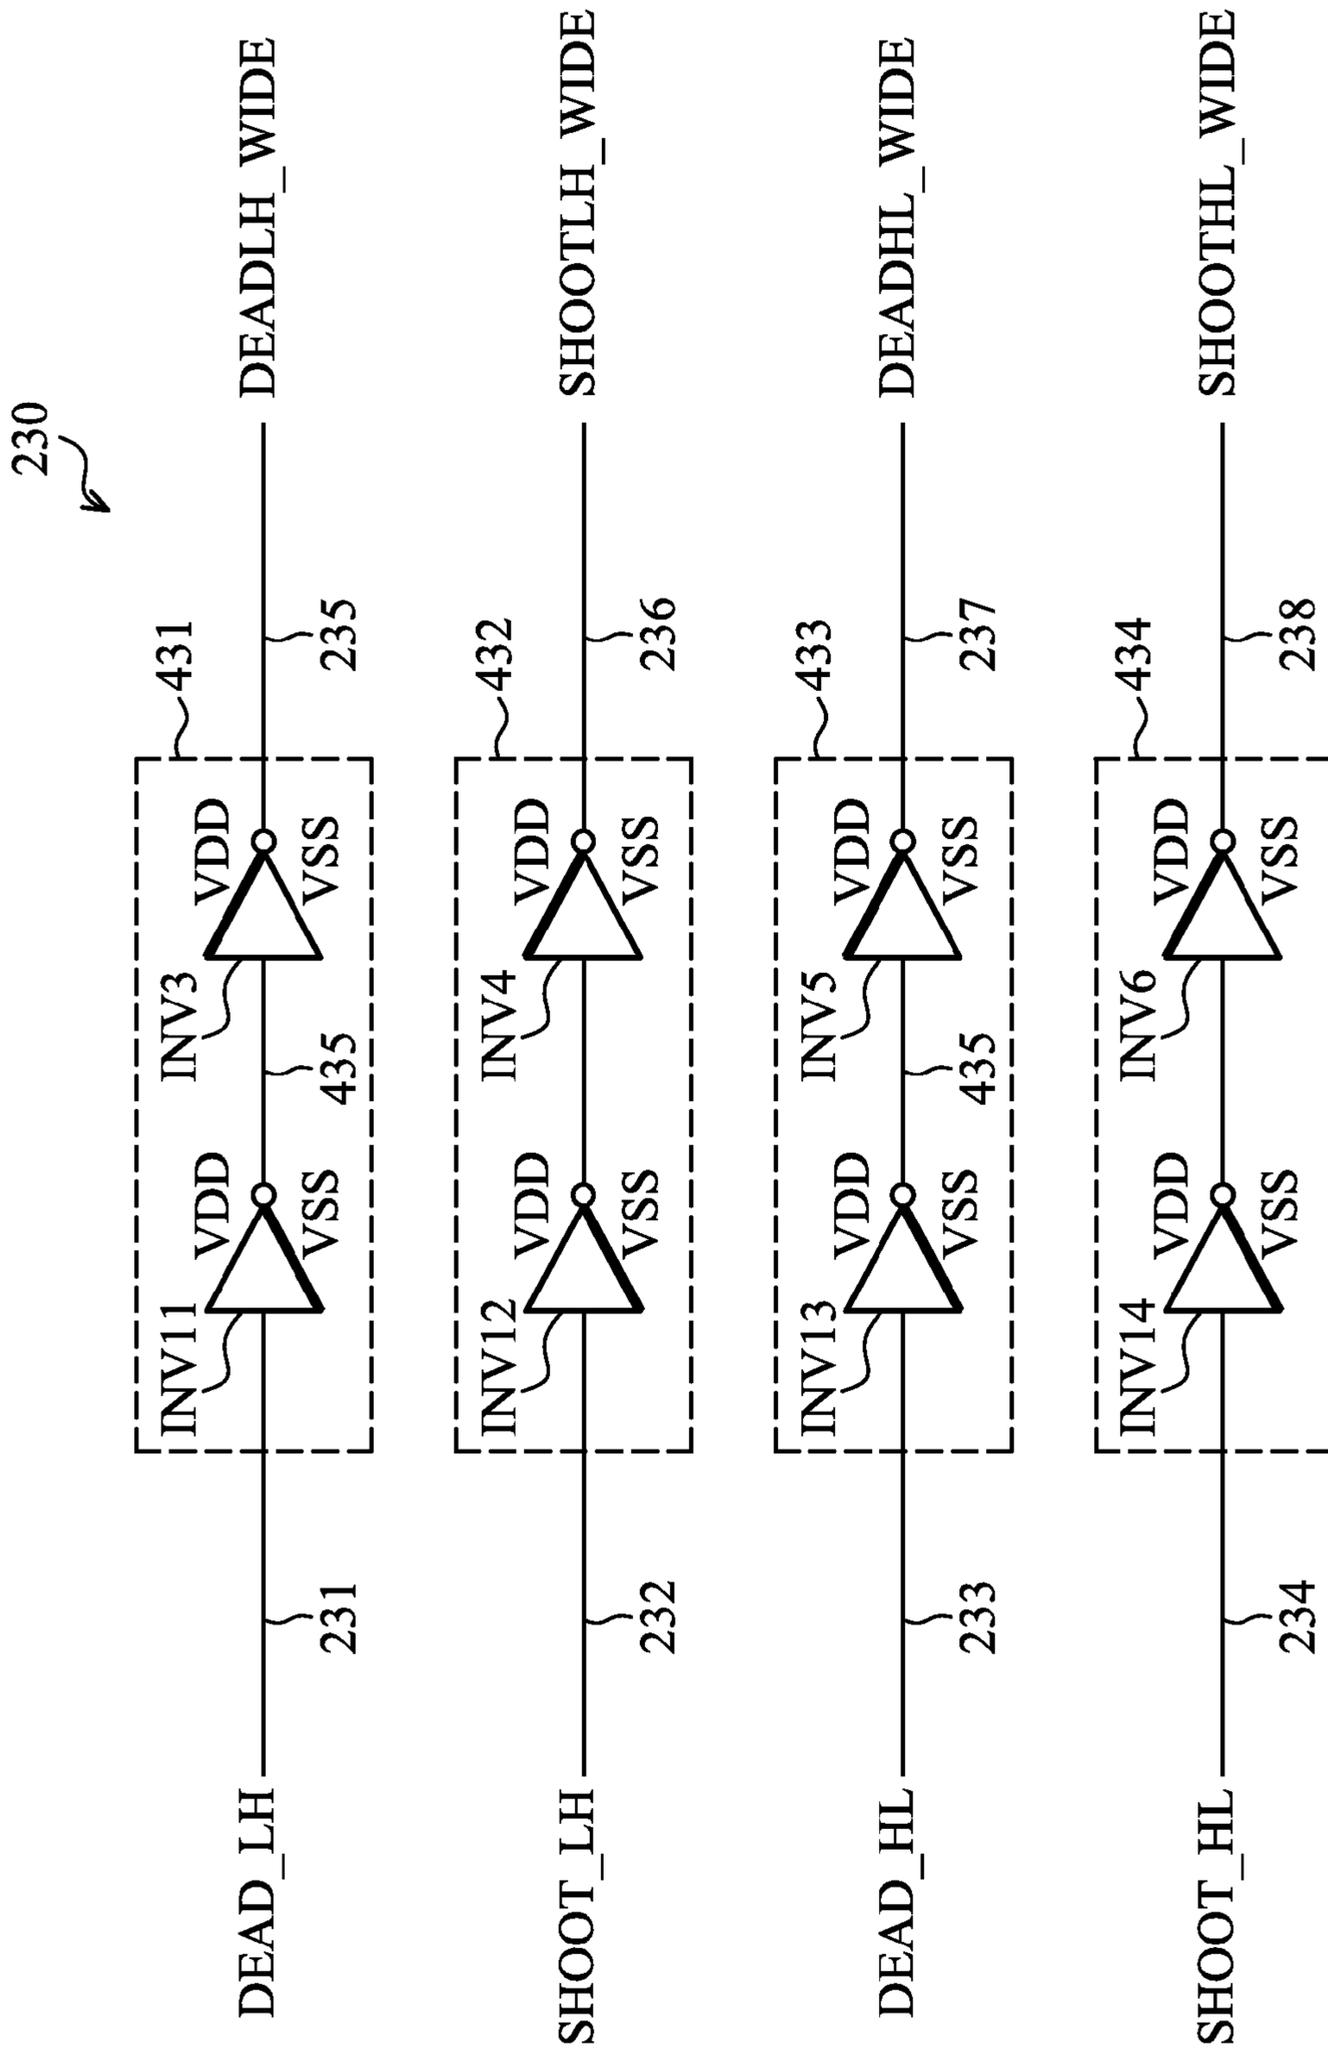 230
DEAD_LH
231
431
INV11
VDD
VSS
435
INV3
VDD
VSS
235
DEADLH_WIDE
SHOOT_LH
232
432
INV12
VDD
VSS
INV4
VDD
VSS
236
SHOOTLH_WIDE
DEAD_HL
233
433
INV13
VDD
VSS
435
INV5
VDD
VSS
237
DEADHL_WIDE
SHOOT_HL
234
434
INV14
VDD
VSS
INV6
VDD
VSS
238
SHOOTHL_WIDE